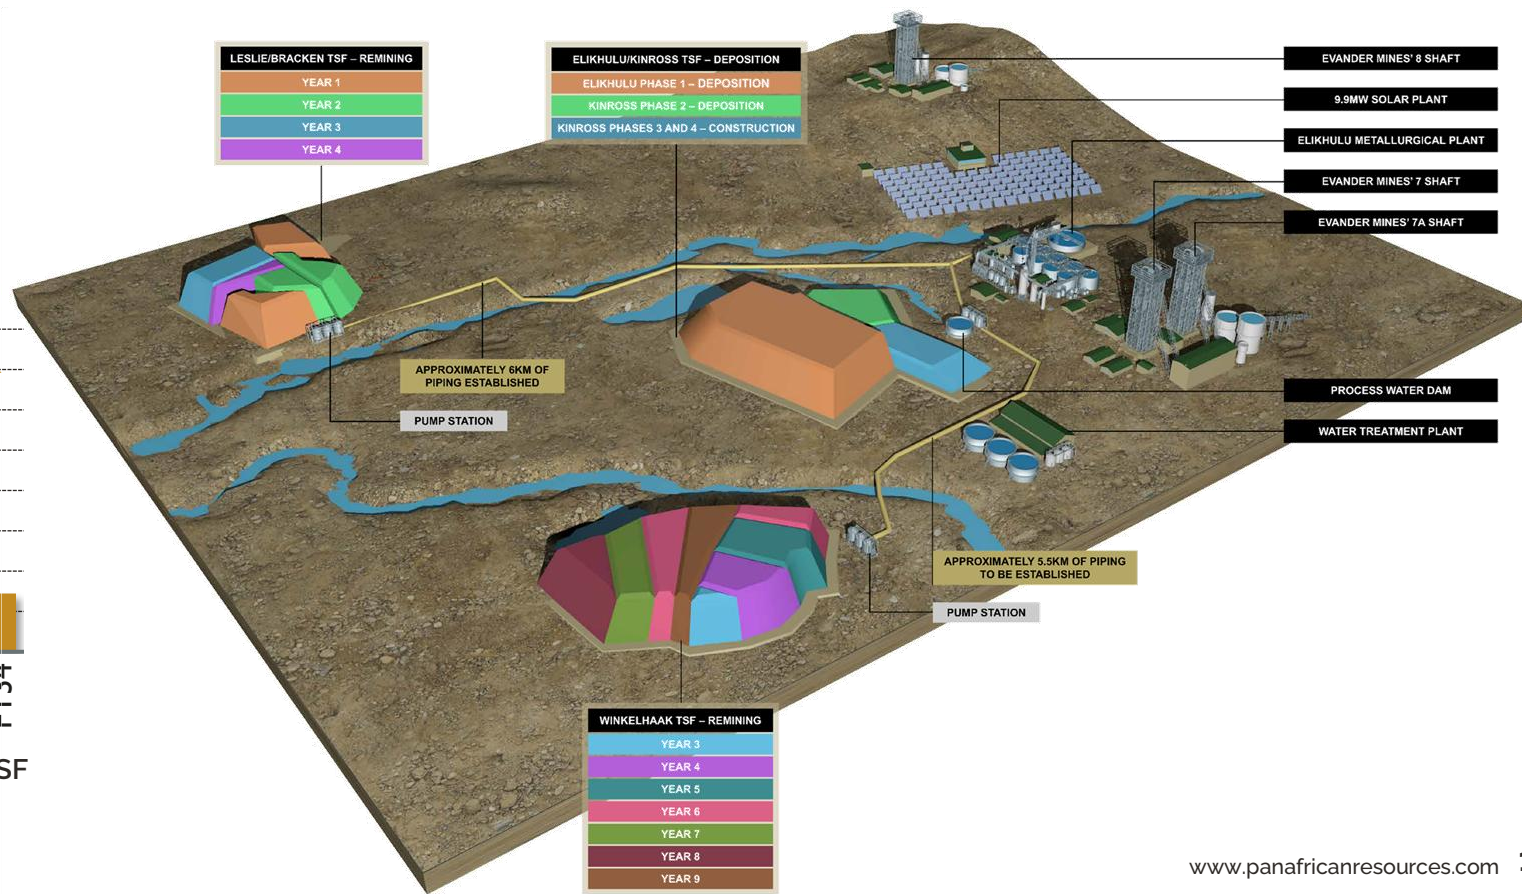 LESLIE/BRACKEN TSF – REMINING
YEAR 1
YEAR 2
YEAR 3
YEAR 4
ELIKHULU/KINROSS TSF – DEPOSITION
ELIKHULU PHASE 1 – DEPOSITION
KINROSS PHASE 2 – DEPOSITION
KINROSS PHASES 3 AND 4 – CONSTRUCTION
EVANDER MINES' 8 SHAFT
9.9MW SOLAR PLANT
ELIKHULU METALLURGICAL PLANT
EVANDER MINES' 7 SHAFT
EVANDER MINES' 7A SHAFT
APPROXIMATELY 6KM OF
PIPING ESTABLISHED
PUMP STATION
PROCESS WATER DAM
WATER TREATMENT PLANT
APPROXIMATELY 5.5KM OF PIPING
TO BE ESTABLISHED
PUMP STATION
WINKELHAAK TSF – REMINING
YEAR 3
YEAR 4
YEAR 5
YEAR 6
YEAR 7
YEAR 8
YEAR 9
SF
www.panafricanresources.com